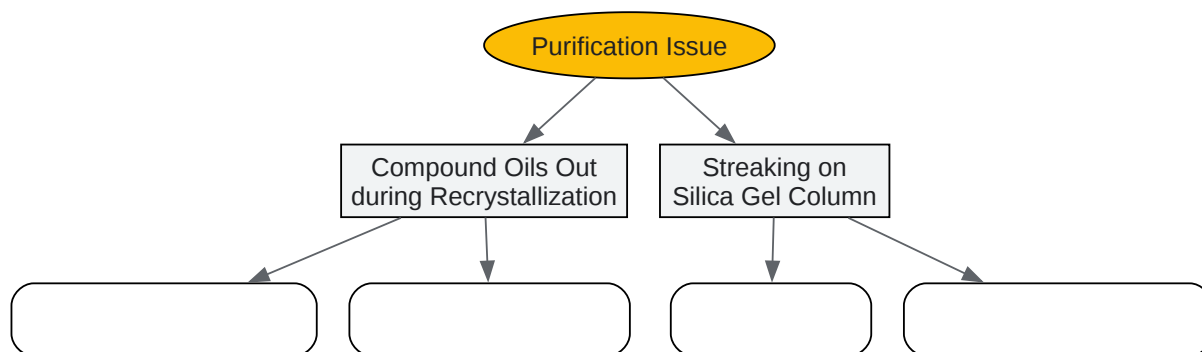 Purification Issue
Compound Oils Out
during Recrystallization
Streaking on
Silica Gel Column